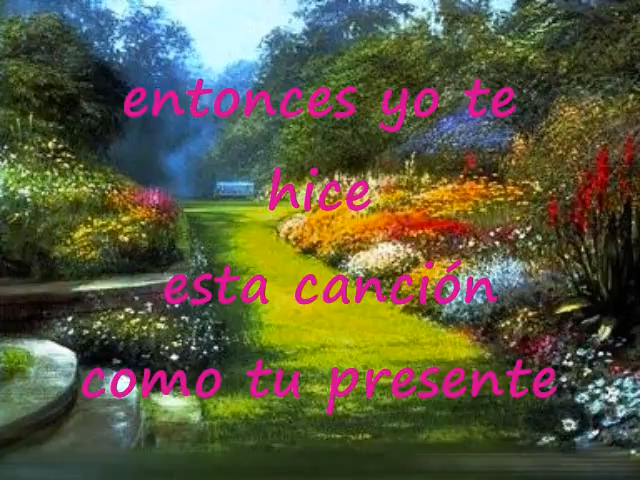 entonces yo te
hice
esta canción
como tu presente